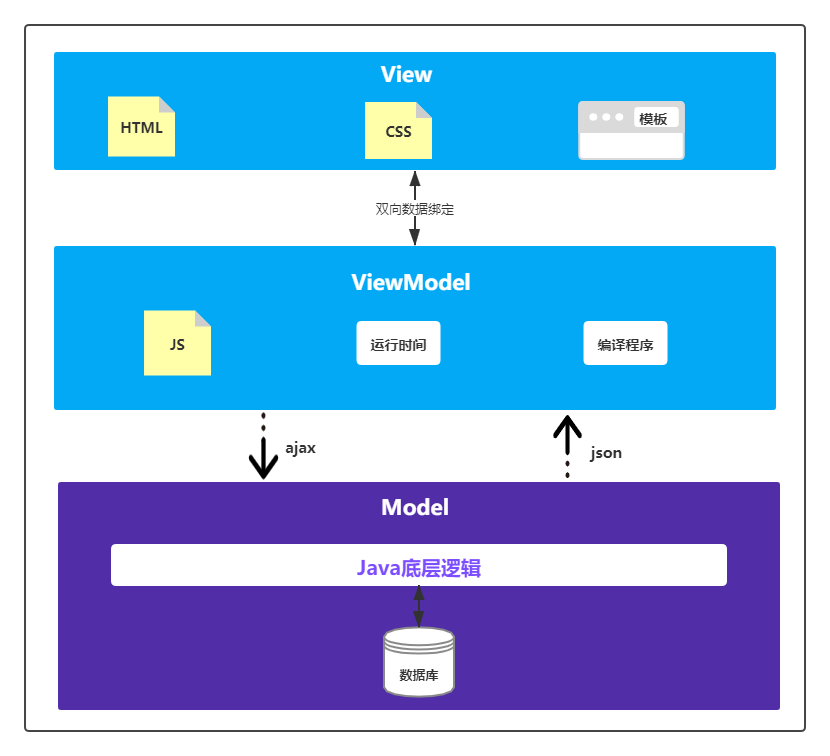 View
HTML
CSS
模板
双向数据绑定
ViewModel
JS
运行时间
编译程序
ajax
json
Model
Java底层逻辑
数据库